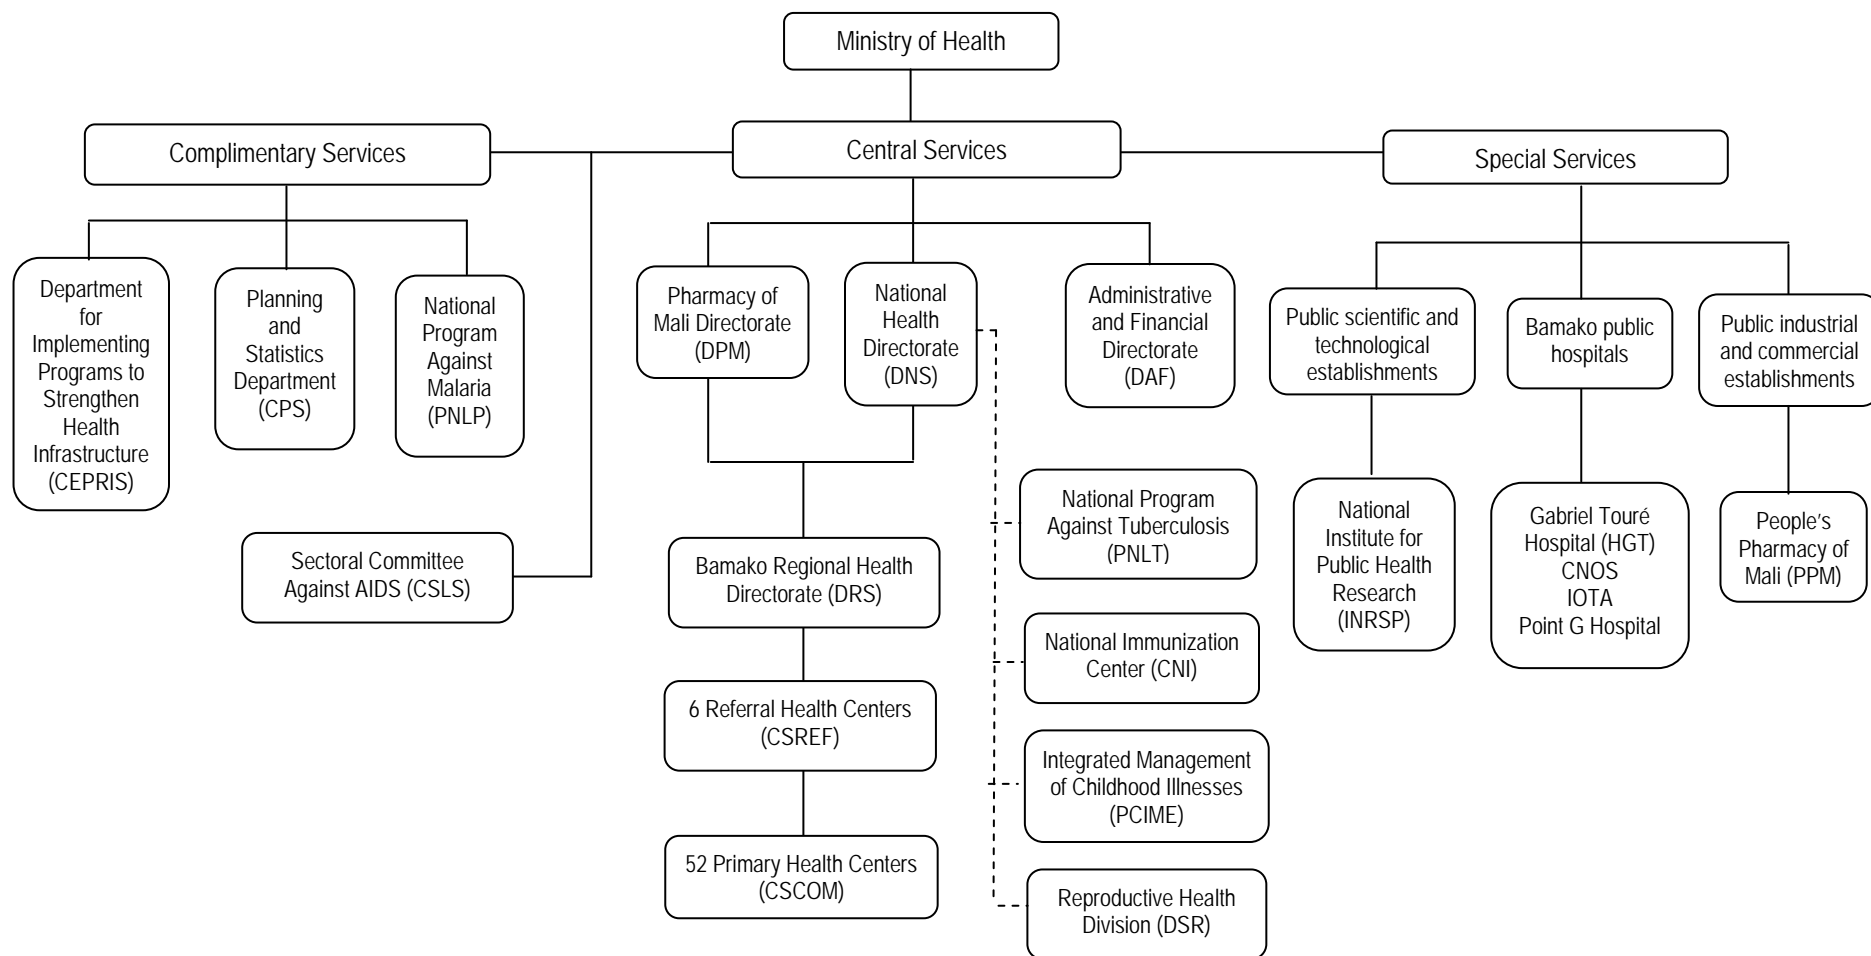 Ministry of Health
Complimentary Services
Central Services
Special Services
Department
for
Implementing
Programs to
Strengthen
Health
Infrastructure
(CEPRIS)
Planning
and
Statistics
Department
(CPS)
National
Program
Against
Malaria
(PNLP)
Pharmacy of
Mali Directorate
(DPM)
National
Health
Directorate
(DNS)
Administrative
and Financial
Directorate
(DAF)
Public scientific and
technological
establishments
Bamako public
hospitals
Public industrial
and commercial
establishments
Sectoral Committee
Against AIDS (CSLS)
Bamako Regional Health
Directorate (DRS)
National Program
Against Tuberculosis
(PNLT)
National
Institute for
Public Health
Research
(INRSP)
Gabriel Touré
Hospital (HGT)
CNOS
IOTA
Point G Hospital
People's
Pharmacy of
Mali (PPM)
National Immunization
Center (CNI)
6 Referral Health Centers
(CSREF)
Integrated Management
of Childhood Illnesses
(PCIME)
52 Primary Health Centers
(CSCOM)
Reproductive Health
Division (DSR)